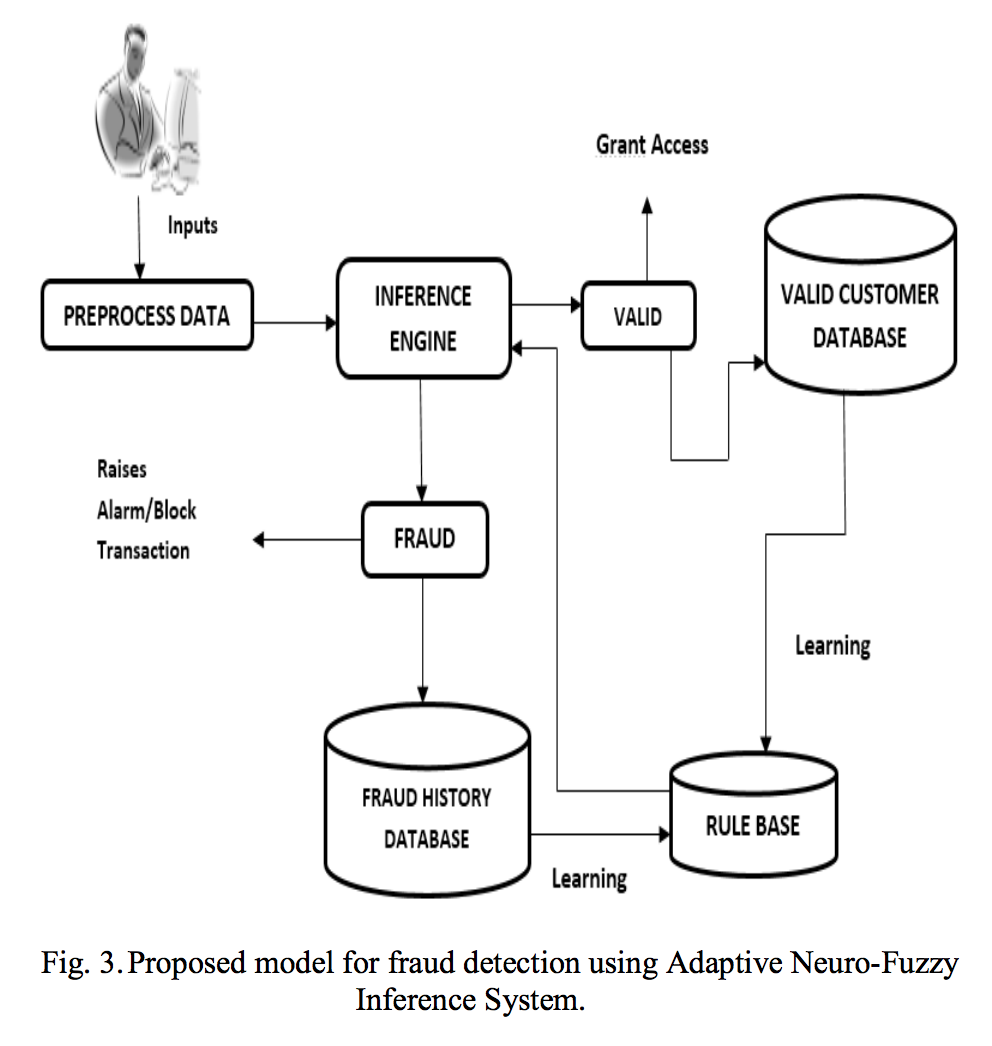 Inputs
Grant Access
PREPROCESS DATA
INFERENCE
ENGINE
VALID
VALID CUSTOMER
DATABASE
Raises
Alarm/Block
Transaction
FRAUD
Learning
FRAUD HISTORY
DATABASE
Learning
RULE BASE
Fig. 3. Proposed model for fraud detection using Adaptive Neuro-Fuzzy
Inference System.